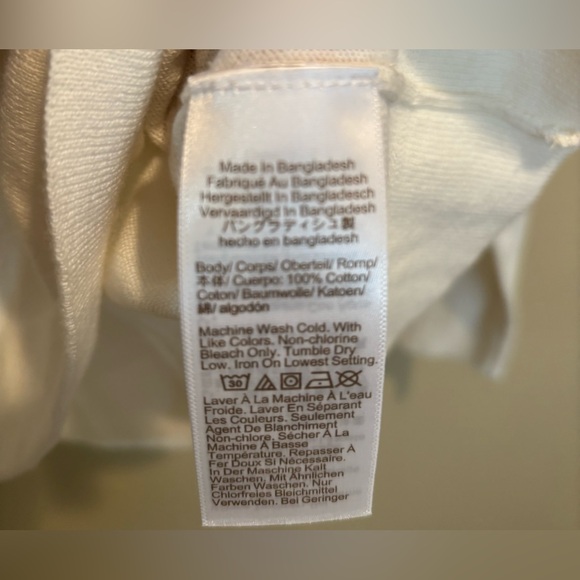 Made In Bangladesh
Fabriqué Au Bangladesh
Hergestellt In Bangladesch
Vervaardigd In Bangladesh
バングラディシュ製
hecho en bangladesh
Body/ Corps/ Oberteil/ Romp/
本体/ Cuerpo: 100% Cotton/
Coton/ Baumwolle/ Katoen/
綿/ algodón
Machine Wash Cold. With
Like Colors. Non-chlorine
Bleach Only. Tumble Dry
Low. Iron On Lowest Setting.
30
Laver À La Machine À L'eau
Froide. Laver En Séparant
Les Couleurs. Seulement
Agent De Blanchiment
Non-chlore. Sécher À La
Machine À Basse
Température. Repasser À
Fer Doux Si Nécessaire.
In Der Maschine Kalt
Waschen. Mit Ähnlichen
Farben Waschen. Nur
Chlorfreies Bleichmittel
Verwenden. Bei Geringer